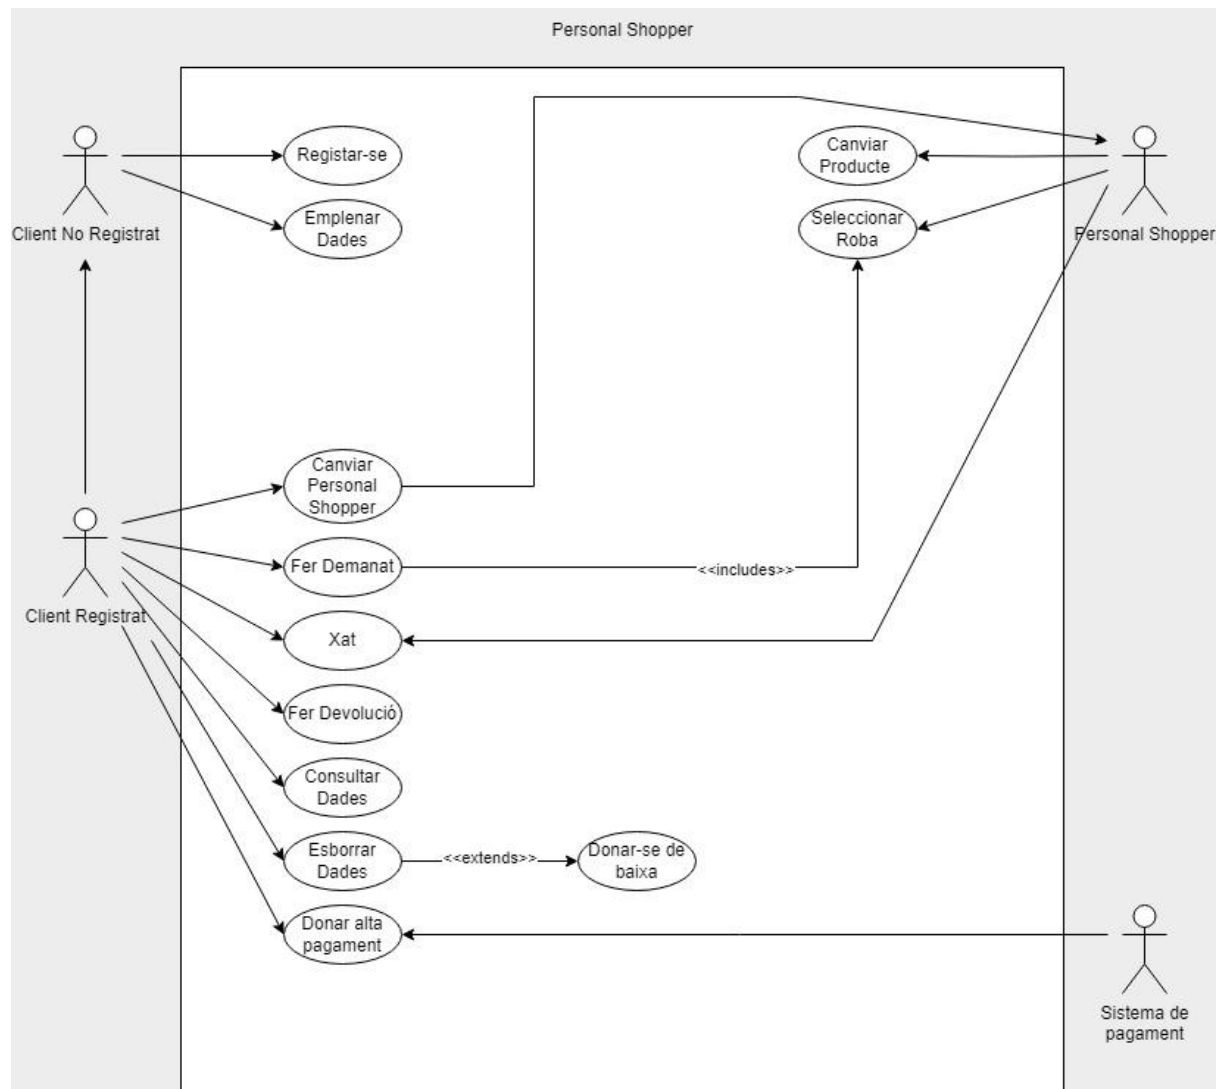 Personal Shopper
Registar-se
Canviar
Producte
Client No Registrat
Emplenar
Dades
Seleccionar
Roba
Personal Shopper
Canviar
Personal
Shopper
Client Registrat
Fer Demanat
<<includes>>
Xat
Fer Devolució
Consultar
Dades
Esborrar
Dades
<<extends>>
Donar-se de
baixa
Donar alta
pagament
Sistema de
pagament